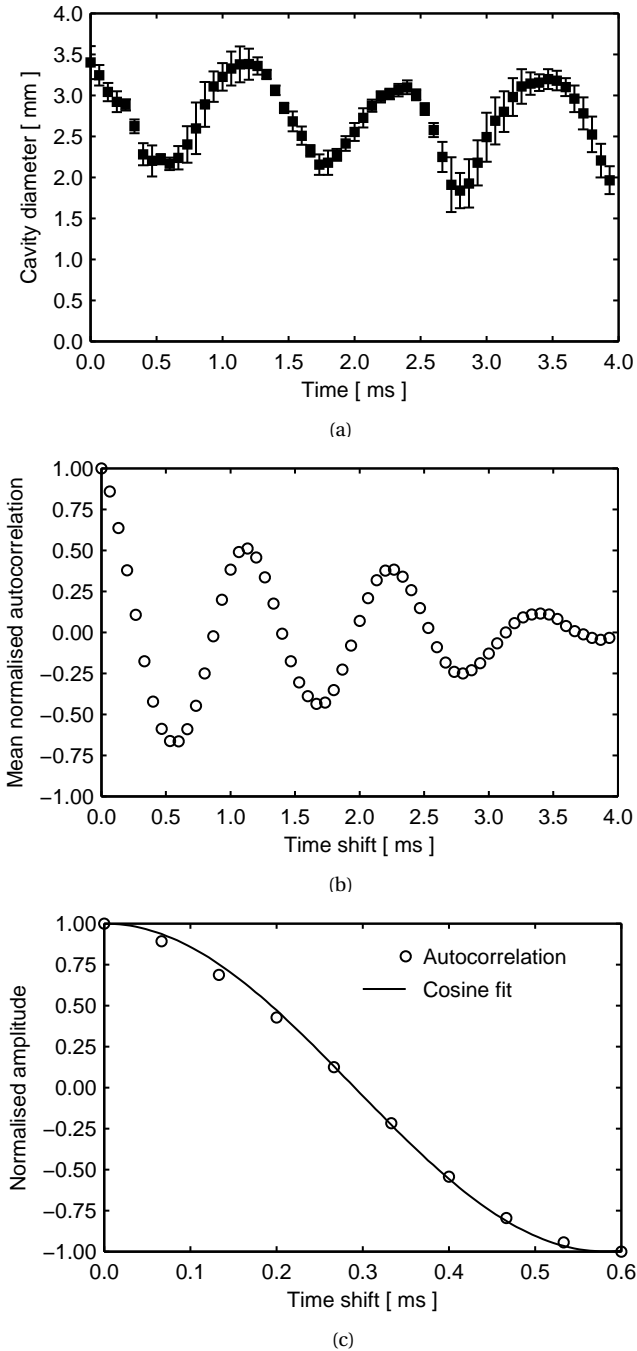 4.0
3.5
3.0
2.5
2.0
1.5
1.0
0.5
0.0
Cavity diameter [ mm ]
0.0 0.5 1.0 1.5 2.0 2.5 3.0 3.5 4.0
Time [ ms ]
(a)
1.00
0.75
0.50
0.25
0.00
−0.25
−0.50
−0.75
−1.00
Mean normalised autocorrelation
0.0 0.5 1.0 1.5 2.0 2.5 3.0 3.5 4.0
Time shift [ ms ]
(b)
1.00
0.75
0.50
0.25
0.00
−0.25
−0.50
−0.75
−1.00
Normalised amplitude
Autocorrelation
Cosine fit
0.0 0.1 0.2 0.3 0.4 0.5 0.6
Time shift [ ms ]
(c)